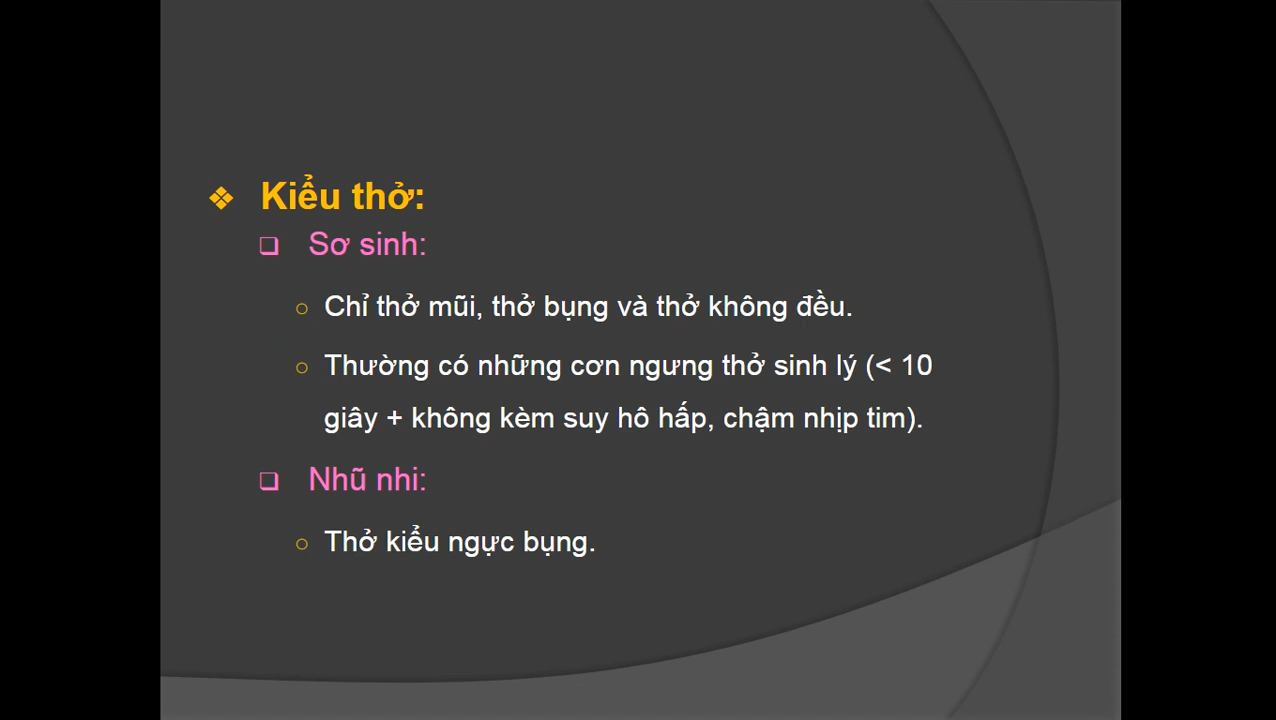 Kiểu thở:
Sơ sinh:
Chỉ thở mũi, thở bụng và thở không đều.
Thường có những cơn ngưng thở sinh lý (< 10
giây + không kèm suy hô hấp, chậm nhịp tim).
Nhũ nhi:
Thở kiểu ngực bụng.